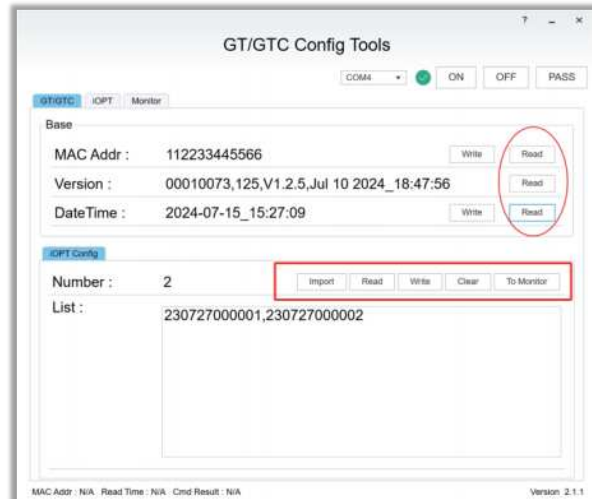 ? – ×
GT/GTC Config Tools
COM4 ON OFF PASS
GT/GTC iOPT Monitor
Base
MAC Addr : 112233445566 Write Read
Version : 00010073,125,V1.2.5,Jul 10 2024_18:47:56 Read
DateTime : 2024-07-15_15:27:09 Write Read
iOPT Config
Number : 2 Import Read Write Clear To Monitor
List : 230727000001,230727000002
MAC Addr : N/A Read Time : N/A Cmd Result : N/A Version 2.1.1